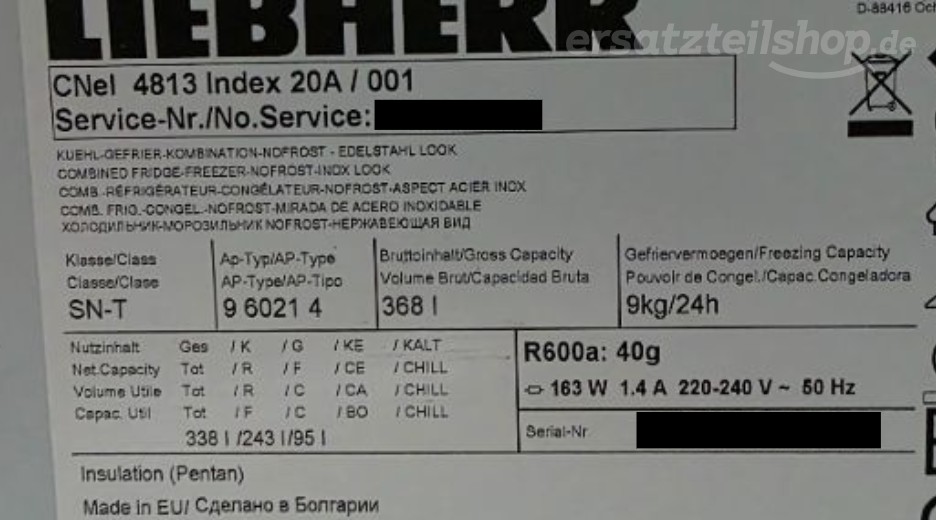 LIEBHERR
D-88416 Och
ersatzteilshop.de
CNel 4813 Index 20A / 001
Service-Nr./No.Service:
KUEHL-GEFRIER-KOMBINATION-NOFROST - EDELSTAHL LOOK
COMBINED FRIDGE-FREEZER-NOFROST-INOX LOOK
COMB.-RÉFRIGÉRATEUR-CONGÉLATEUR-NOFROST-ASPECT ACIER INOX
COMB. FRIG.-CONGEL.-NOFROST-MIRADA DE ACERO INOXIDABLE
ХОЛОДИЛЬНИК-МОРОЗИЛЬНИК NOFROST-НЕРЖАВЕЮЩАЯ ВИД
Klasse/Class Ap-Typ/AP-Type Bruttoinhalt/Gross Capacity Gefriervermoegen/Freezing Capacity
Classe/Clase AP-Type/AP-Tipo Volume Brut/Capacidad Bruta Pouvoir de Congel./Capac.Congeladora
SN-T 9 6021 4 368 l 9kg/24h
Nutzinhalt Ges / K / G / KE / KALT
Net.Capacity Tot / R / F / CE / CHILL
Volume Utile Tot / R / C / CA / CHILL
Capac. Util Tot / F / C / BO / CHILL
338 l /243 l/95 l
R600a: 40g
163 W 1.4 A 220-240 V ~ 50 Hz
Serial-Nr
Insulation (Pentan)
Made in EU/ Сделано в Болгарии